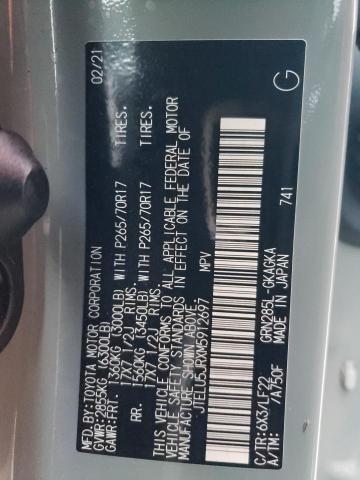 MFD.BY: TOYOTA MOTOR CORPORATION 02/21
GVWR: 2855KG (6300LB)
GAWR: FRT. 1360KG (3000LB) WITH P265/70R17 TIRES.
17X7 1/2J RIMS.
RR. 1560KG (3450LB) WITH P265/70R17 TIRES.
17X7 1/2J RIMS.
THIS VEHICLE CONFORMS TO ALL APPLICABLE FEDERAL MOTOR
VEHICLE SAFETY STANDARDS IN EFFECT ON THE DATE OF
MANUFACTURE SHOWN ABOVE.
JTELU5JRXM5912697 MPV
G
C/TR: 6X3/LF22 GRN285L-GKAGKA
A/TM: /A750F MADE IN JAPAN
741